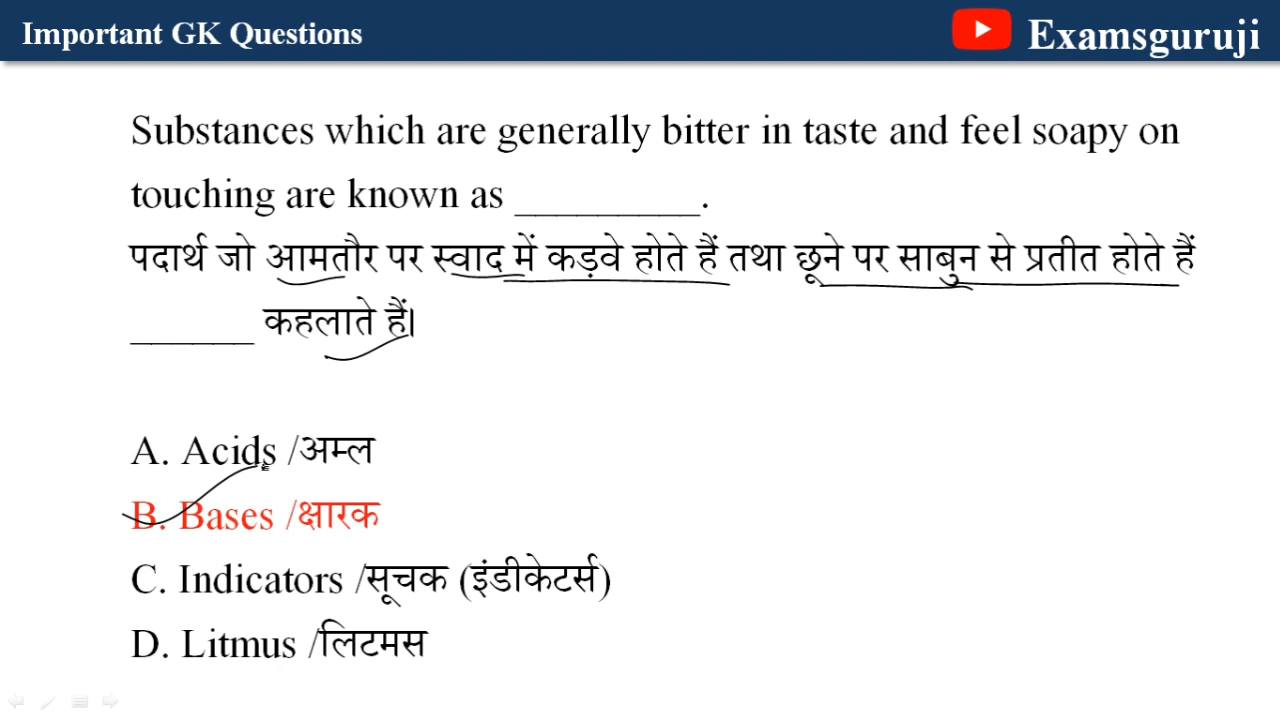 Important GK Questions
Examsguruji
Substances which are generally bitter in taste and feel soapy on
touching are known as _________.
पदार्थ जो आमतौर पर स्वाद में कड़वे होते हैं तथा छूने पर साबुन से प्रतीत होते हैं
______ कहलाते हैं।
A. Acids /अम्ल
B. Bases /क्षारक
C. Indicators /सूचक (इंडीकेटर्स)
D. Litmus /लिटमस